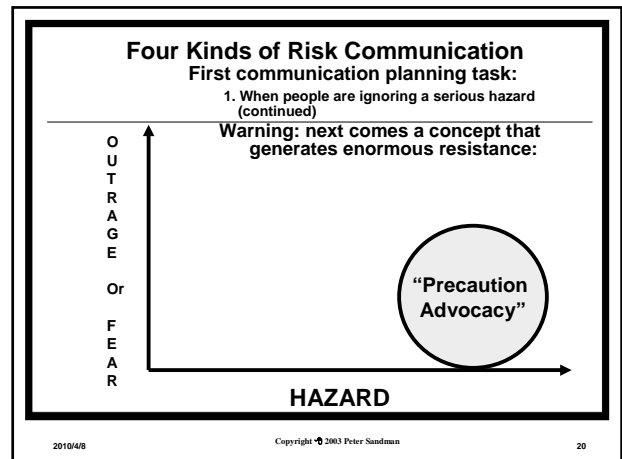 Four Kinds of Risk Communication
First communication planning task:
1. When people are ignoring a serious hazard
(continued)
Warning: next comes a concept that
generates enormous resistance:
O
U
T
R
A
G
E
Or
F
E
A
R
“Precaution
Advocacy”
HAZARD
2010/4/8
Copyright 2003 Peter Sandman
20